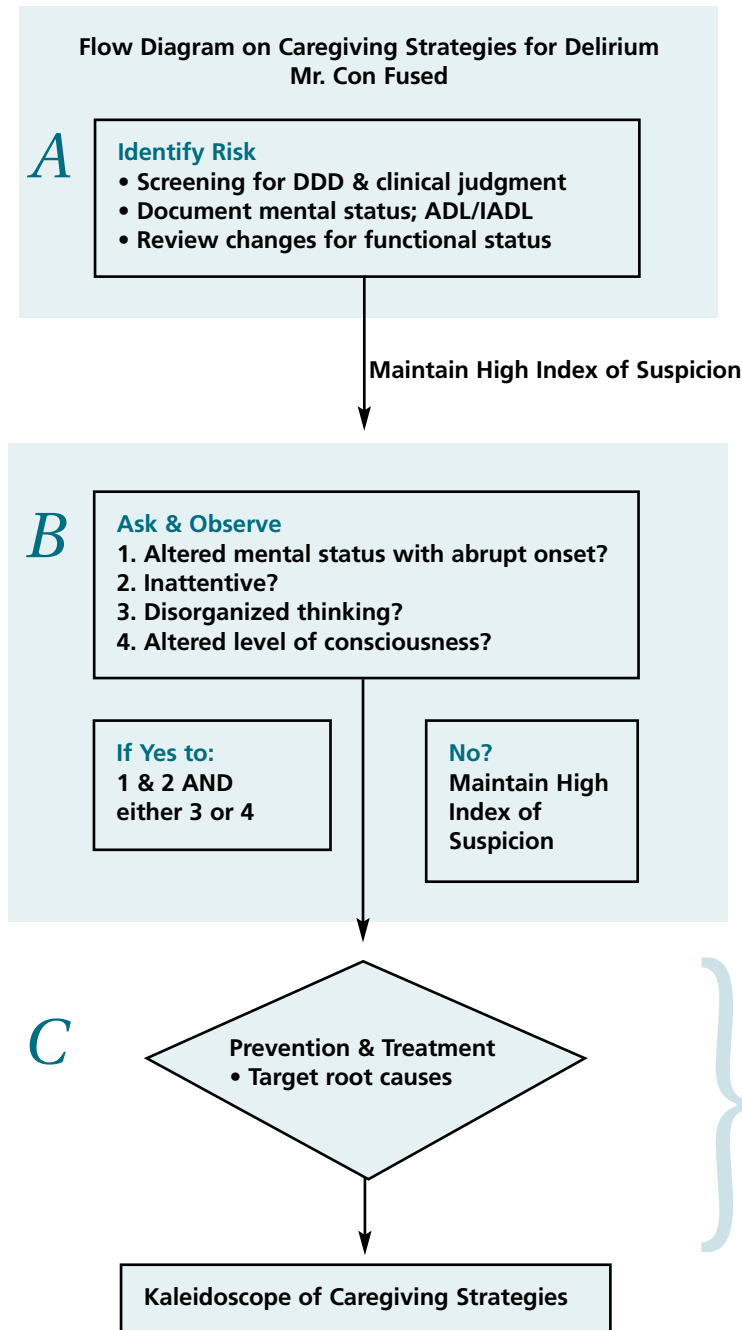 Flow Diagram on Caregiving Strategies for Delirium
Mr. Con Fused
A
Identify Risk
• Screening for DDD & clinical judgment
• Document mental status; ADL/IADL
• Review changes for functional status
Maintain High Index of Suspicion
B
Ask & Observe
1. Altered mental status with abrupt onset?
2. Inattentive?
3. Disorganized thinking?
4. Altered level of consciousness?
If Yes to:
1 & 2 AND
either 3 or 4
No?
Maintain High
Index of
Suspicion
C
Prevention & Treatment
• Target root causes
Kaleidoscope of Caregiving Strategies